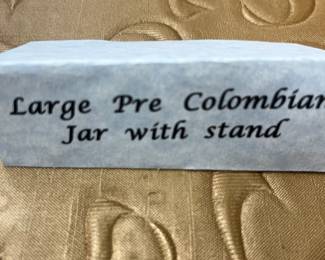 Large Pre Colombian
Jar with stand